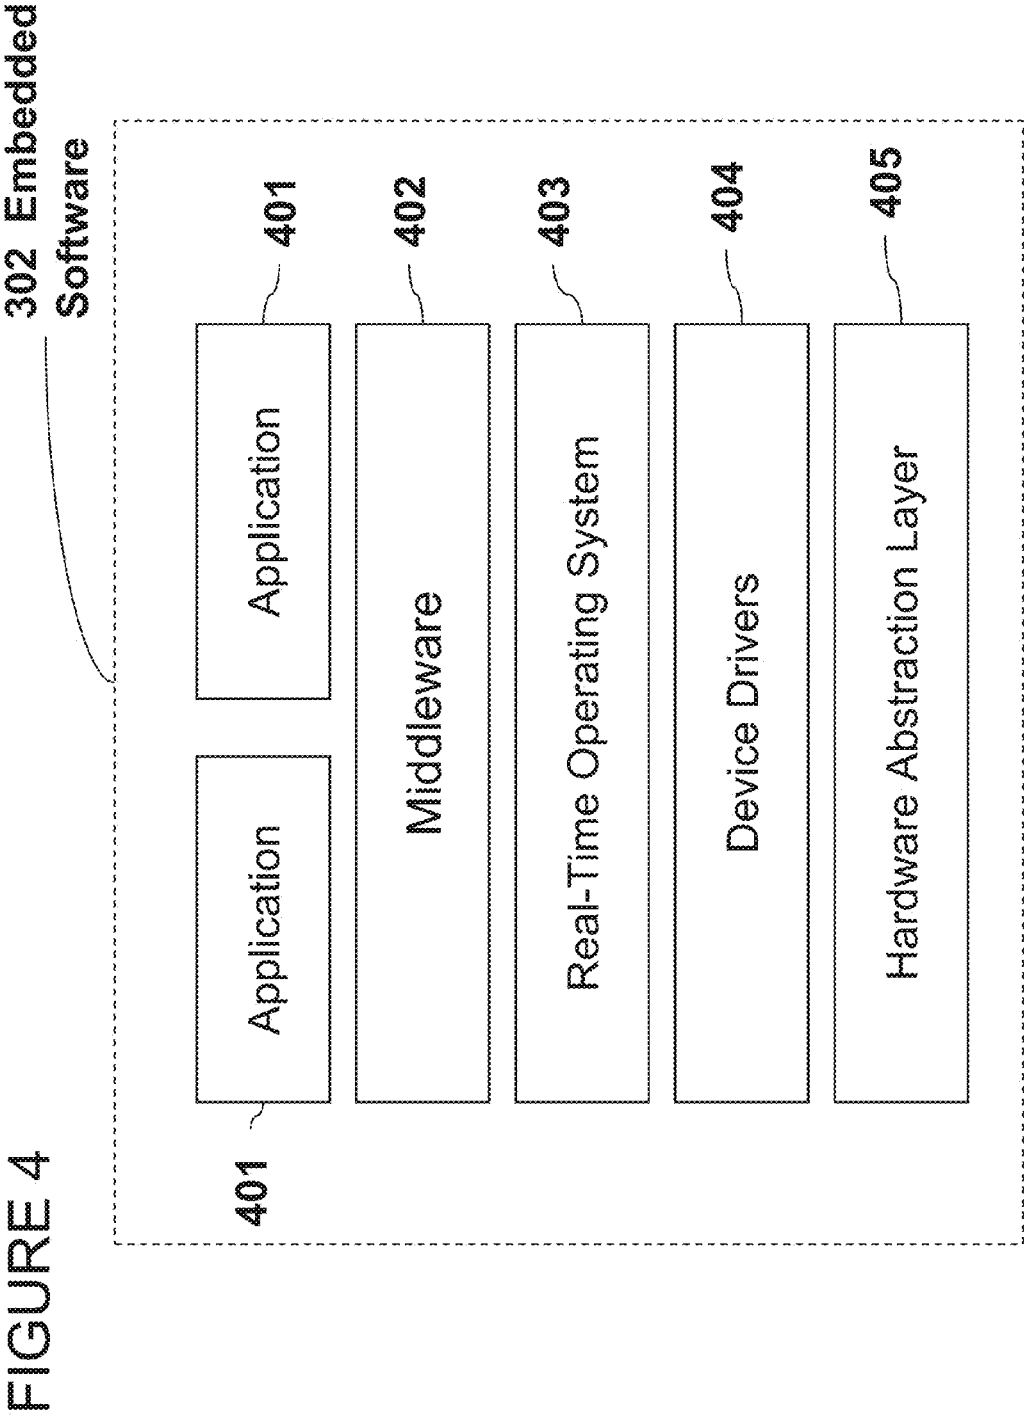 FIGURE 4
302 Embedded
Software
401
Application
Application
401
Middleware
402
Real-Time Operating System
403
Device Drivers
404
Hardware Abstraction Layer
405